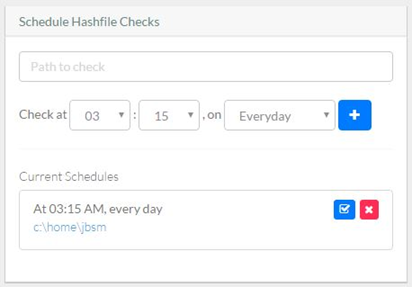 Schedule Hashfile Checks
Path to check
Check at 03 : 15 , on Everyday
Current Schedules
At 03:15 AM, every day
c:\home\jbsm